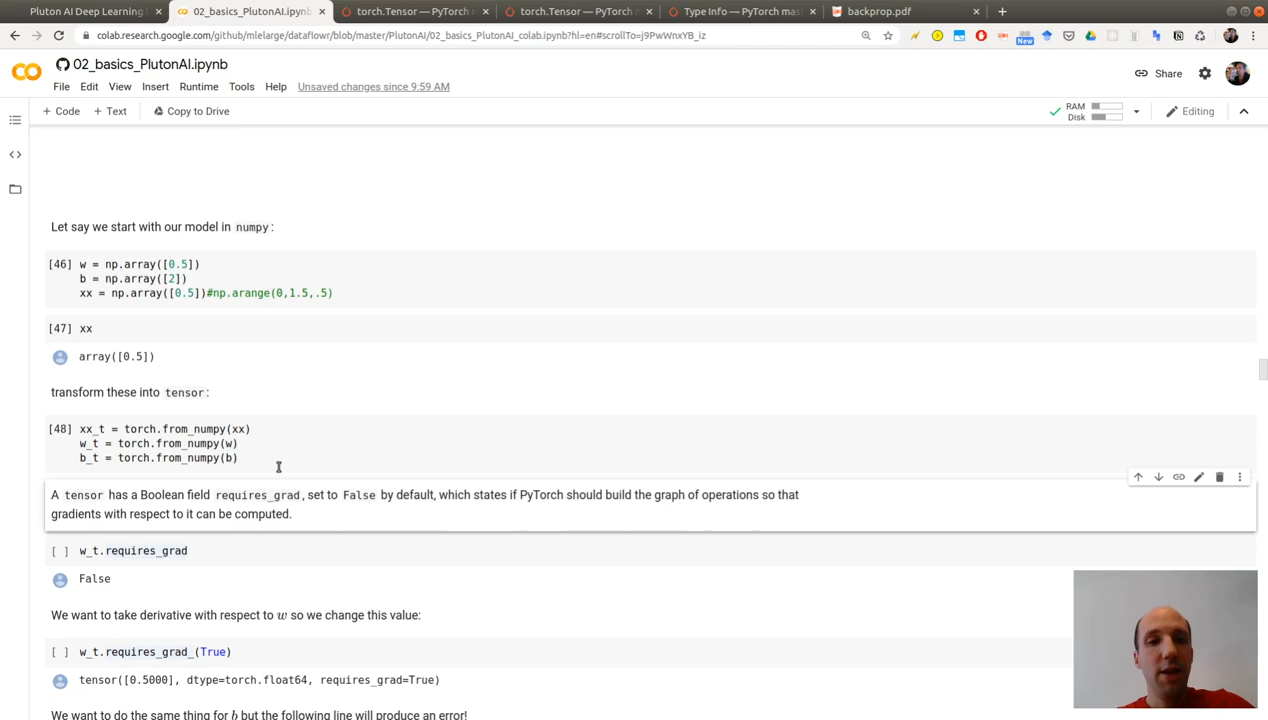 Pluton AI Deep Learning
02_basics_PlutonAI.ipynb
torch.Tensor — PyTorch
torch.Tensor — PyTorch
Type Info — PyTorch mas
backprop.pdf
colab.research.google.com/github/mlelarge/dataflowr/blob/master/PlutonAI/02_basics_PlutonAI_colab.ipynb?hl=en#scrollTo=j9PwWnxYB_iz
New
02_basics_PlutonAI.ipynb
File Edit View Insert Runtime Tools Help Unsaved changes since 9:59 AM
Share
+ Code + Text Copy to Drive
RAM
Disk
Editing
Let say we start with our model in numpy:
[46] w = np.array([0.5])
b = np.array([2])
xx = np.array([0.5])#np.arange(0,1.5,.5)
[47] xx
array([0.5])
transform these into tensor:
[48] xx_t = torch.from_numpy(xx)
w_t = torch.from_numpy(w)
b_t = torch.from_numpy(b)
A tensor has a Boolean field requires_grad, set to False by default, which states if PyTorch should build the graph of operations so that
gradients with respect to it can be computed.
[ ] w_t.requires_grad
False
We want to take derivative with respect to w so we change this value:
[ ] w_t.requires_grad_(True)
tensor([0.5000], dtype=torch.float64, requires_grad=True)
We want to do the same thing for b but the following line will produce an error!